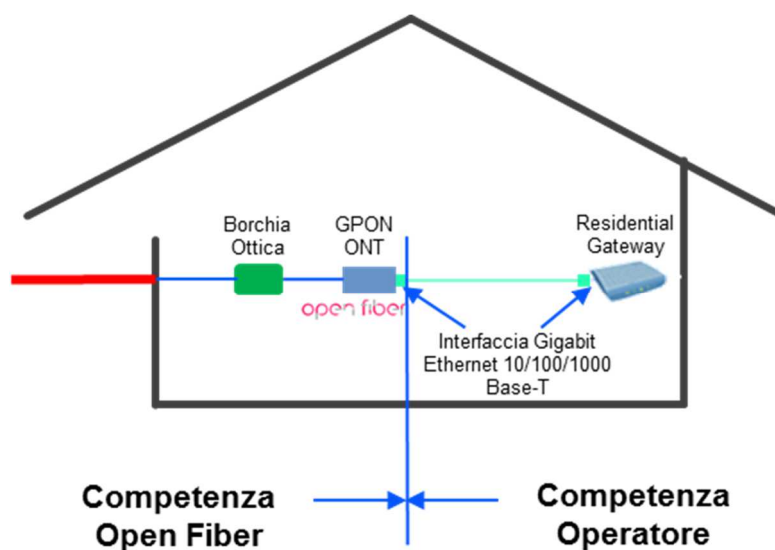 Borchia
Ottica
GPON
ONT
Residential
Gateway
open fiber
Interfaccia Gigabit
Ethernet 10/100/1000
Base-T
Competenza
Open Fiber
Competenza
Operatore